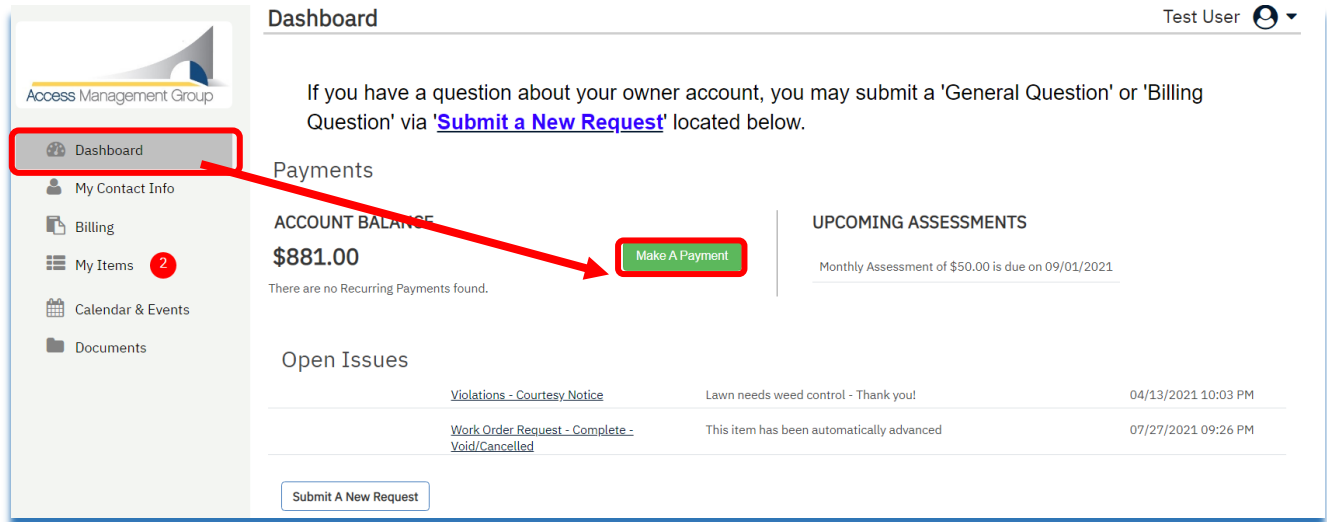 Dashboard
Test User
Access Management Group
If you have a question about your owner account, you may submit a 'General Question' or 'Billing
Question' via 'Submit a New Request' located below.
Dashboard
My Contact Info
Billing
My Items 2
Calendar & Events
Documents
Payments
ACCOUNT BALANCE
$881.00
Make A Payment
There are no Recurring Payments found.
UPCOMING ASSESSMENTS
Monthly Assessment of $50.00 is due on 09/01/2021
Open Issues
Violations - Courtesy Notice Lawn needs weed control - Thank you! 04/13/2021 10:03 PM
Work Order Request - Complete - This item has been automatically advanced 07/27/2021 09:26 PM
Void/Cancelled
Submit A New Request